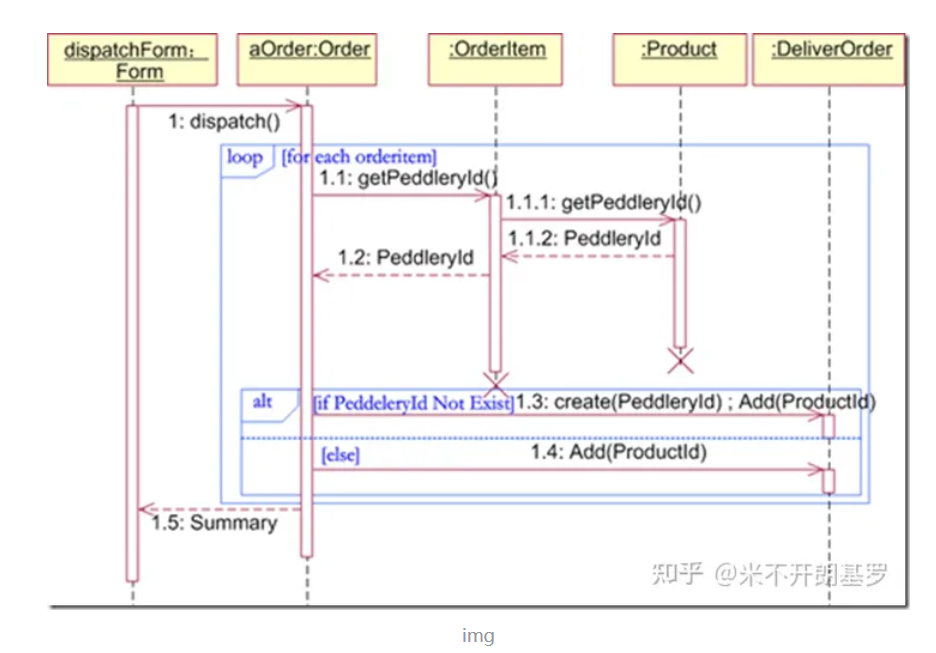 dispatchForm：
Form
aOrder:Order
:OrderItem
:Product
:DeliverOrder
1: dispatch()
loop [for each orderitem]
1.1: getPeddleryId()
1.1.1: getPeddleryId()
1.1.2: PeddleryId
1.2: PeddleryId
alt [if PeddeleryId Not Exist] 1.3: create(PeddleryId) ; Add(ProductId)
[else] 1.4: Add(ProductId)
1.5: Summary
知乎 @米不开朗基罗
img